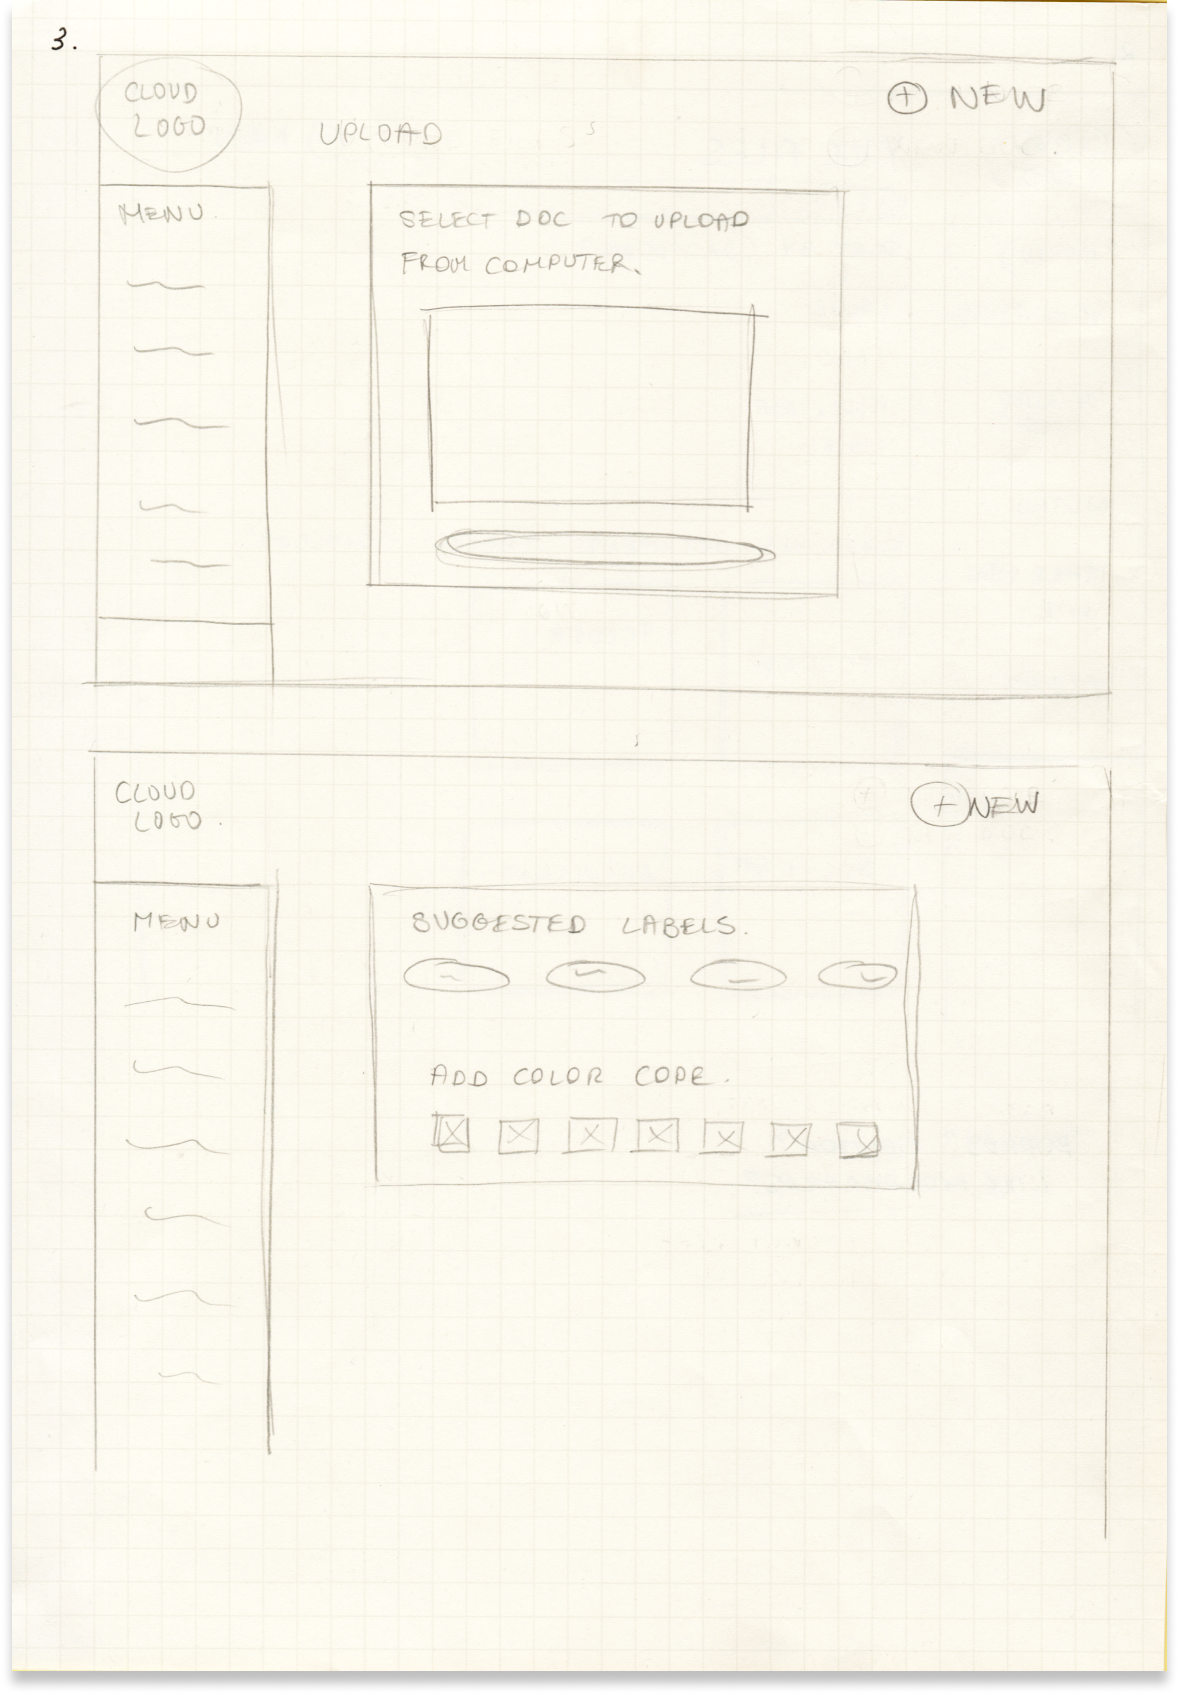 3.
CLOUD
LOGO
+ NEW
UPLOAD
MENU.
SELECT DOC TO UPLOAD
FROM COMPUTER.
CLOUD
LOGO.
+ NEW
MENU
SUGGESTED LABELS.
ADD COLOR CODE.